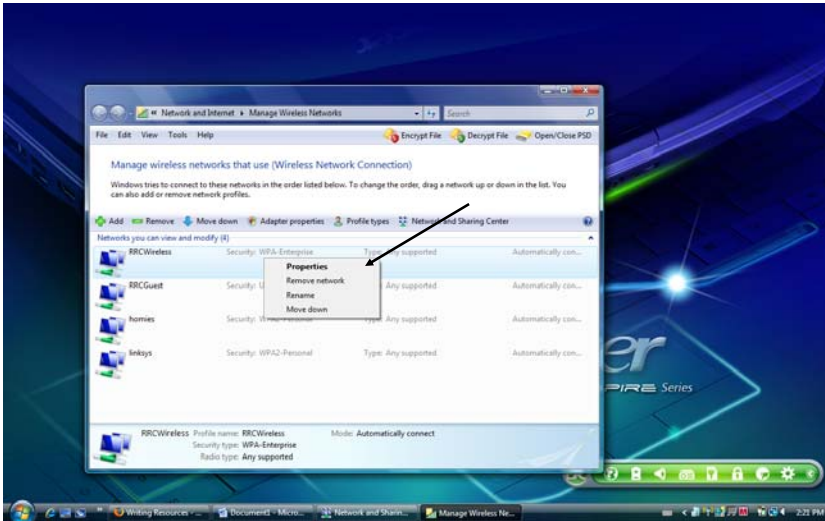 « Network and Internet ▸ Manage Wireless Networks
Search
File Edit View Tools Help
Encrypt File Decrypt File Open/Close PSD
Manage wireless networks that use (Wireless Network Connection)
Windows tries to connect to these networks in the order listed below. To change the order, drag a network up or down in the list. You
can also add or remove network profiles.
Add Remove Move down Adapter properties Profile types Network and Sharing Center
Networks you can view and modify (4)
RRCWireless Security: WPA-Enterprise Type: Any supported Automatically con...
Properties
Remove network
Rename
Move down
RRCGuest Security: Any supported Automatically con...
homies Security: Type: Any supported Automatically con...
linksys Security: WPA2-Personal Type: Any supported Automatically con...
RRCWireless Profile name: RRCWireless Mode: Automatically connect
Security type: WPA-Enterprise
Radio type: Any supported
er
PIRE Series
Writing Resources - ... Document1 - Micro... Network and Sharin... Manage Wireless Ne...
2:21 PM